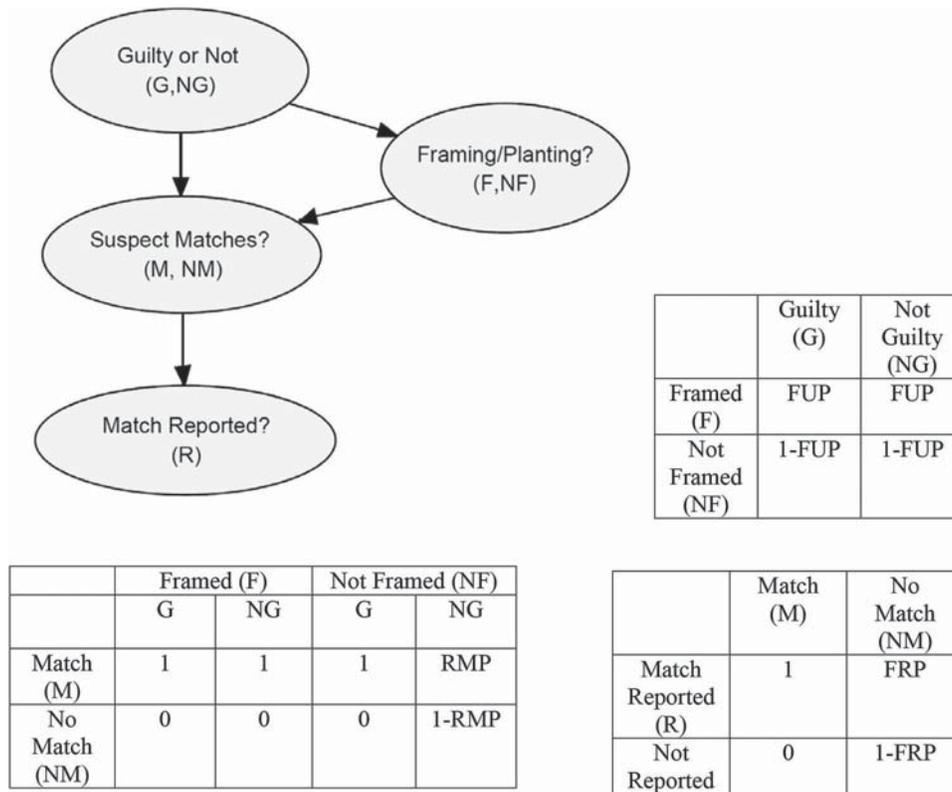 Guilty or Not
(G,NG)
Framing/Planting?
(F,NF)
Suspect Matches?
(M, NM)
Match Reported?
(R)
Guilty
(G)
Not
Guilty
(NG)
Framed
(F)
FUP
FUP
Not
Framed
(NF)
1-FUP
1-FUP
Framed (F)
Not Framed (NF)
G
NG
G
NG
Match
(M)
1
1
1
RMP
No
Match
(NM)
0
0
0
1-RMP
Match
(M)
No
Match
(NM)
Match
Reported
(R)
1
FRP
Not
Reported
0
1-FRP